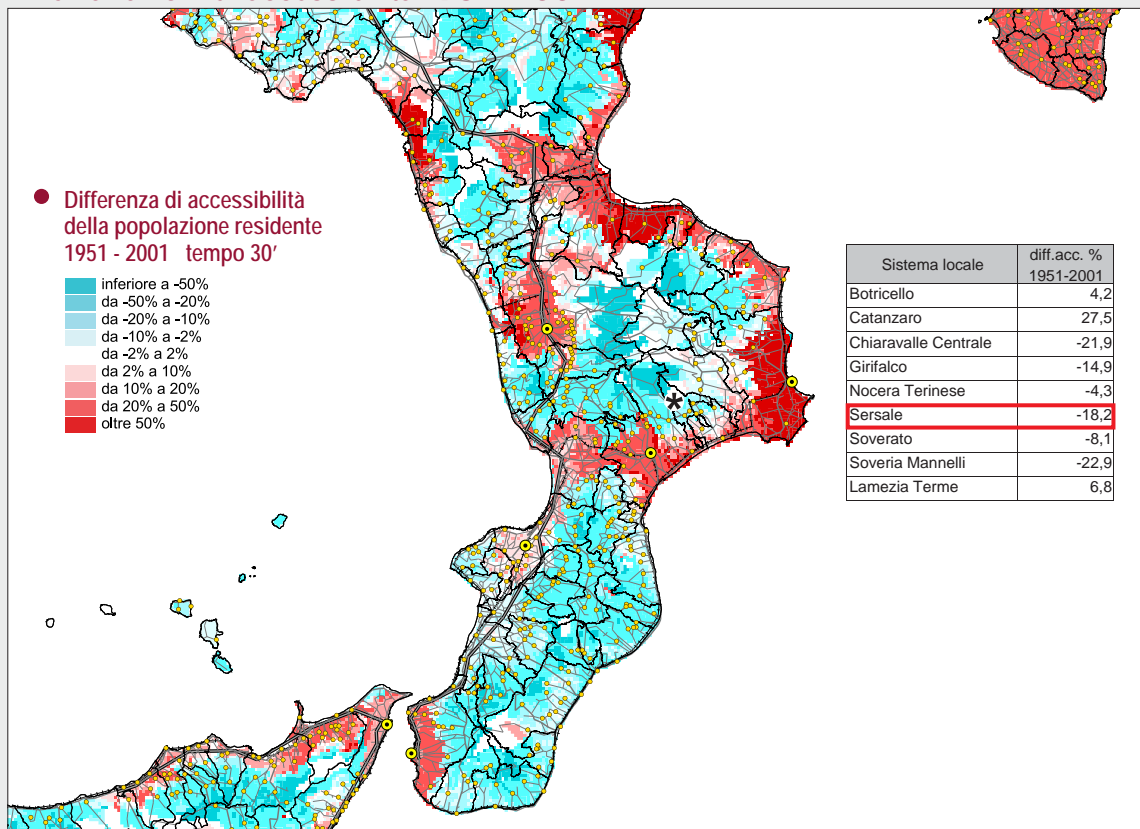 Differenza di accessibilità
della popolazione residente
1951 - 2001 tempo 30'
inferiore a -50%
da -50% a -20%
da -20% a -10%
da -10% a -2%
da -2% a 2%
da 2% a 10%
da 10% a 20%
da 20% a 50%
oltre 50%
*
Sistema locale diff.acc. %
1951-2001
Botricello 4,2
Catanzaro 27,5
Chiaravalle Centrale -21,9
Girifalco -14,9
Nocera Terinese -4,3
Sersale -18,2
Soverato -8,1
Soveria Mannelli -22,9
Lamezia Terme 6,8